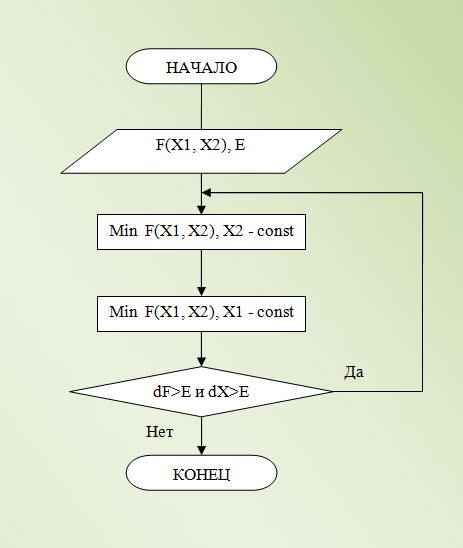 НАЧАЛО
F(X1, X2), E
Min F(X1, X2), X2 - const
Min F(X1, X2), X1 - const
dF>E и dX>E
Да
Нет
КОНЕЦ